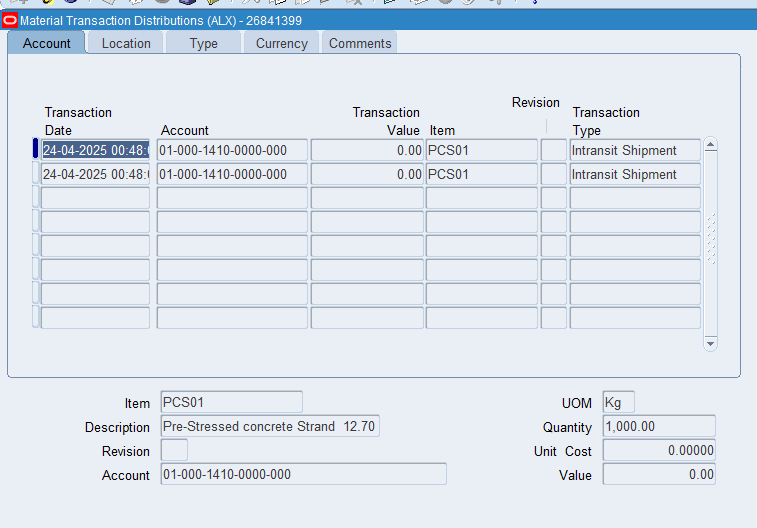 Material Transaction Distributions (ALX) - 26841399
Account Location Type Currency Comments
Transaction Date Account Transaction Value Item Revision Transaction Type
24-04-2025 00:48: 01-000-1410-0000-000 0.00 PCS01 Intransit Shipment
24-04-2025 00:48: 01-000-1410-0000-000 0.00 PCS01 Intransit Shipment
Item PCS01 UOM Kg
Description Pre-Stressed concrete Strand 12.70 Quantity 1,000.00
Revision Unit Cost 0.00000
Account 01-000-1410-0000-000 Value 0.00